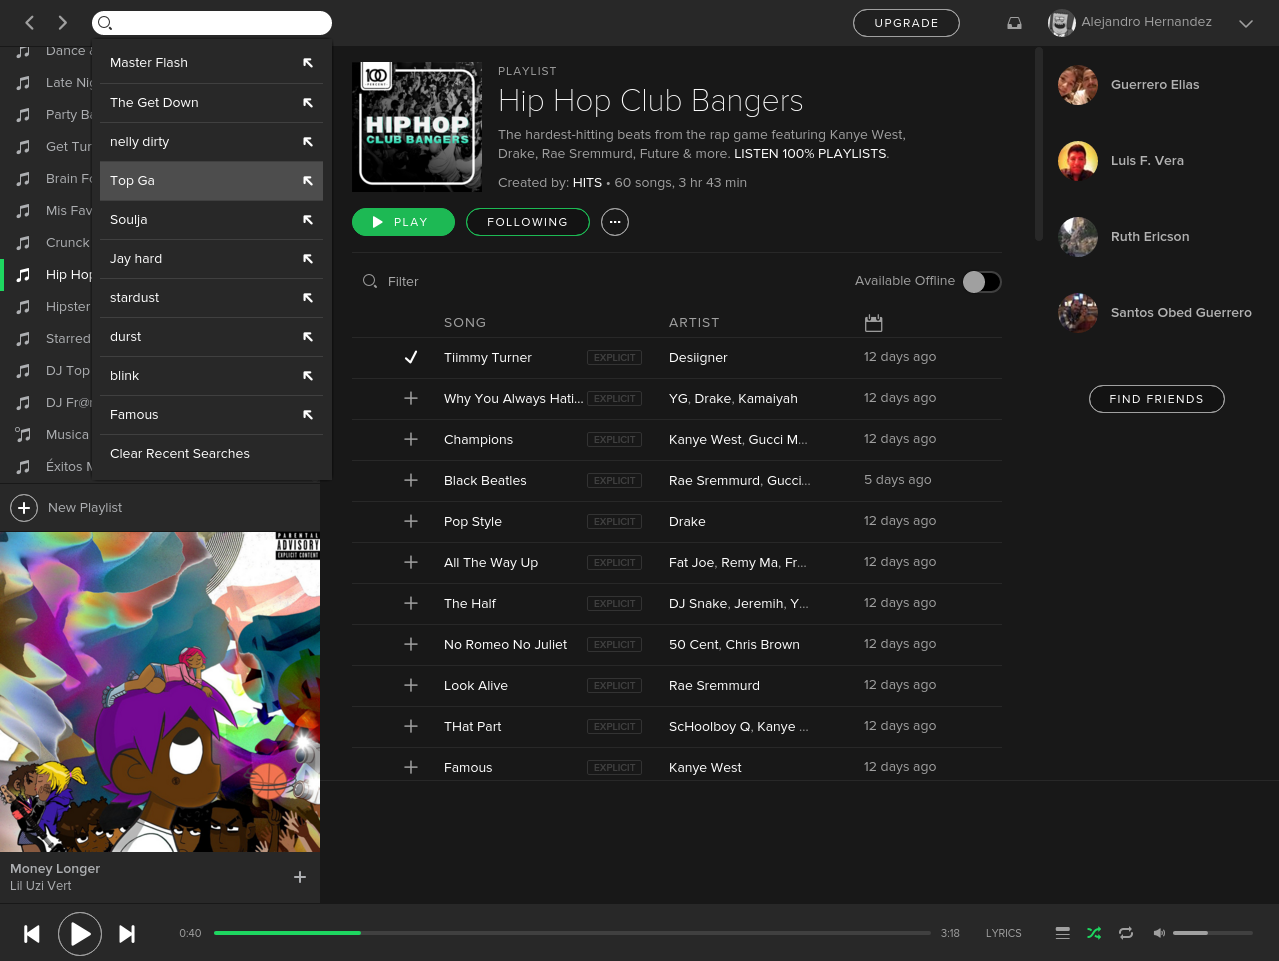 UPGRADE
Alejandro Hernandez
Master Flash
The Get Down
nelly dirty
Top Ga
Soulja
Jay hard
stardust
durst
blink
Famous
Clear Recent Searches
Dance
Late
Party
Get
Brain
Mis
Crunck
Hip
Hipster
Starred
DJ Top
DJ
Musica
Éxitos
New Playlist
PARENTAL
ADVISORY
EXPLICIT CONTENT
Money Longer
Lil Uzi Vert
100
PERCENT
HIP HOP
CLUB BANGERS
PLAYLIST
Hip Hop Club Bangers
The hardest-hitting beats from the rap game featuring Kanye West,
Drake, Rae Sremmurd, Future & more. LISTEN 100% PLAYLISTS.
Created by: HITS • 60 songs, 3 hr 43 min
PLAY FOLLOWING
Filter Available Offline
SONG ARTIST
Tiimmy Turner EXPLICIT Desiigner 12 days ago
Why You Always Hati... EXPLICIT YG, Drake, Kamaiyah 12 days ago
Champions EXPLICIT Kanye West, Gucci M... 12 days ago
Black Beatles EXPLICIT Rae Sremmurd, Gucci... 5 days ago
Pop Style EXPLICIT Drake 12 days ago
All The Way Up EXPLICIT Fat Joe, Remy Ma, Fr... 12 days ago
The Half EXPLICIT DJ Snake, Jeremih, Y... 12 days ago
No Romeo No Juliet EXPLICIT 50 Cent, Chris Brown 12 days ago
Look Alive EXPLICIT Rae Sremmurd 12 days ago
THat Part EXPLICIT ScHoolboy Q, Kanye ... 12 days ago
Famous EXPLICIT Kanye West 12 days ago
Guerrero Elias
Luis F. Vera
Ruth Ericson
Santos Obed Guerrero
FIND FRIENDS
0:40 3:18 LYRICS